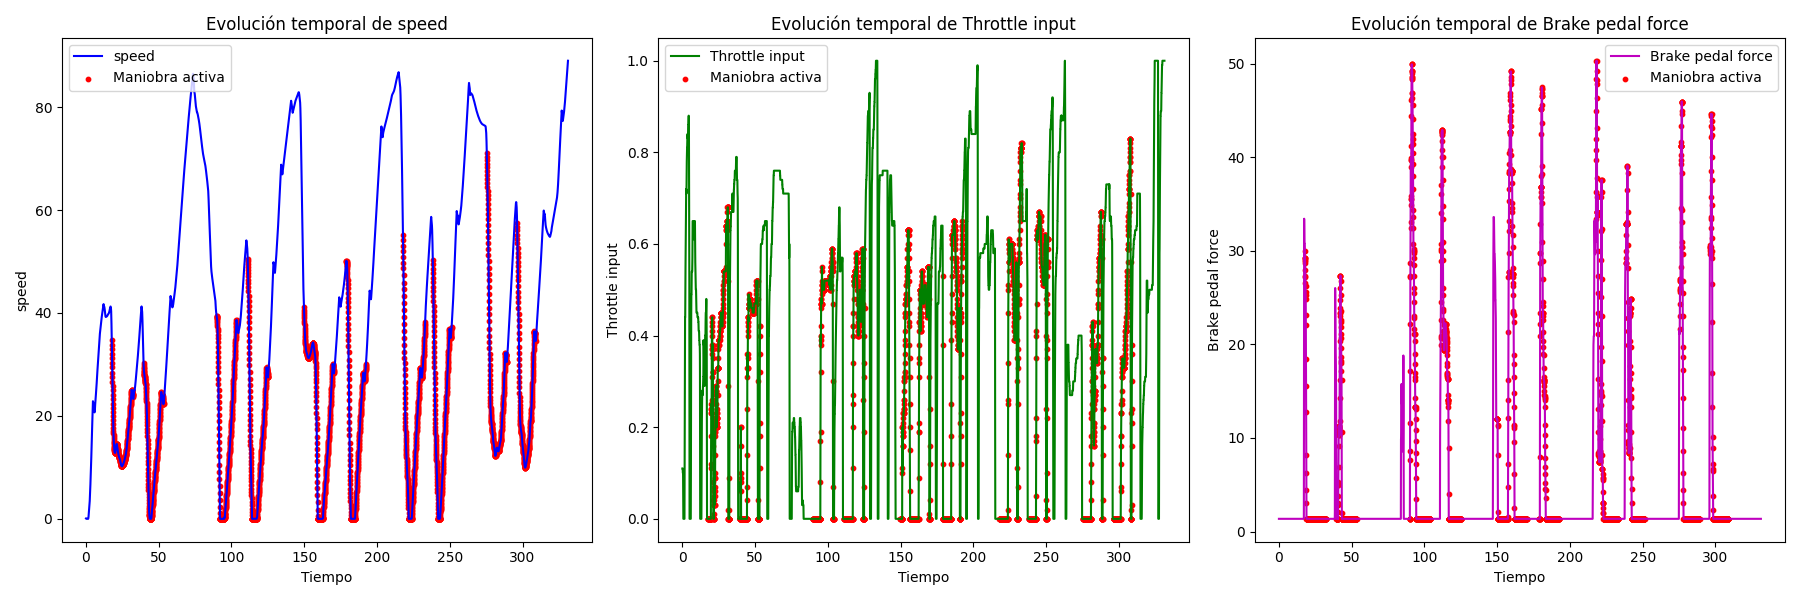 Evolución temporal de speed
speed
Maniobra activa
80
60
40
20
0
speed
0
50
100
150
200
250
300
Tiempo
Evolución temporal de Throttle input
Throttle input
Maniobra activa
1.0
0.8
0.6
0.4
0.2
0.0
Throttle input
0
50
100
150
200
250
300
Tiempo
Evolución temporal de Brake pedal force
Brake pedal force
Maniobra activa
50
40
30
20
10
0
Brake pedal force
0
50
100
150
200
250
300
Tiempo